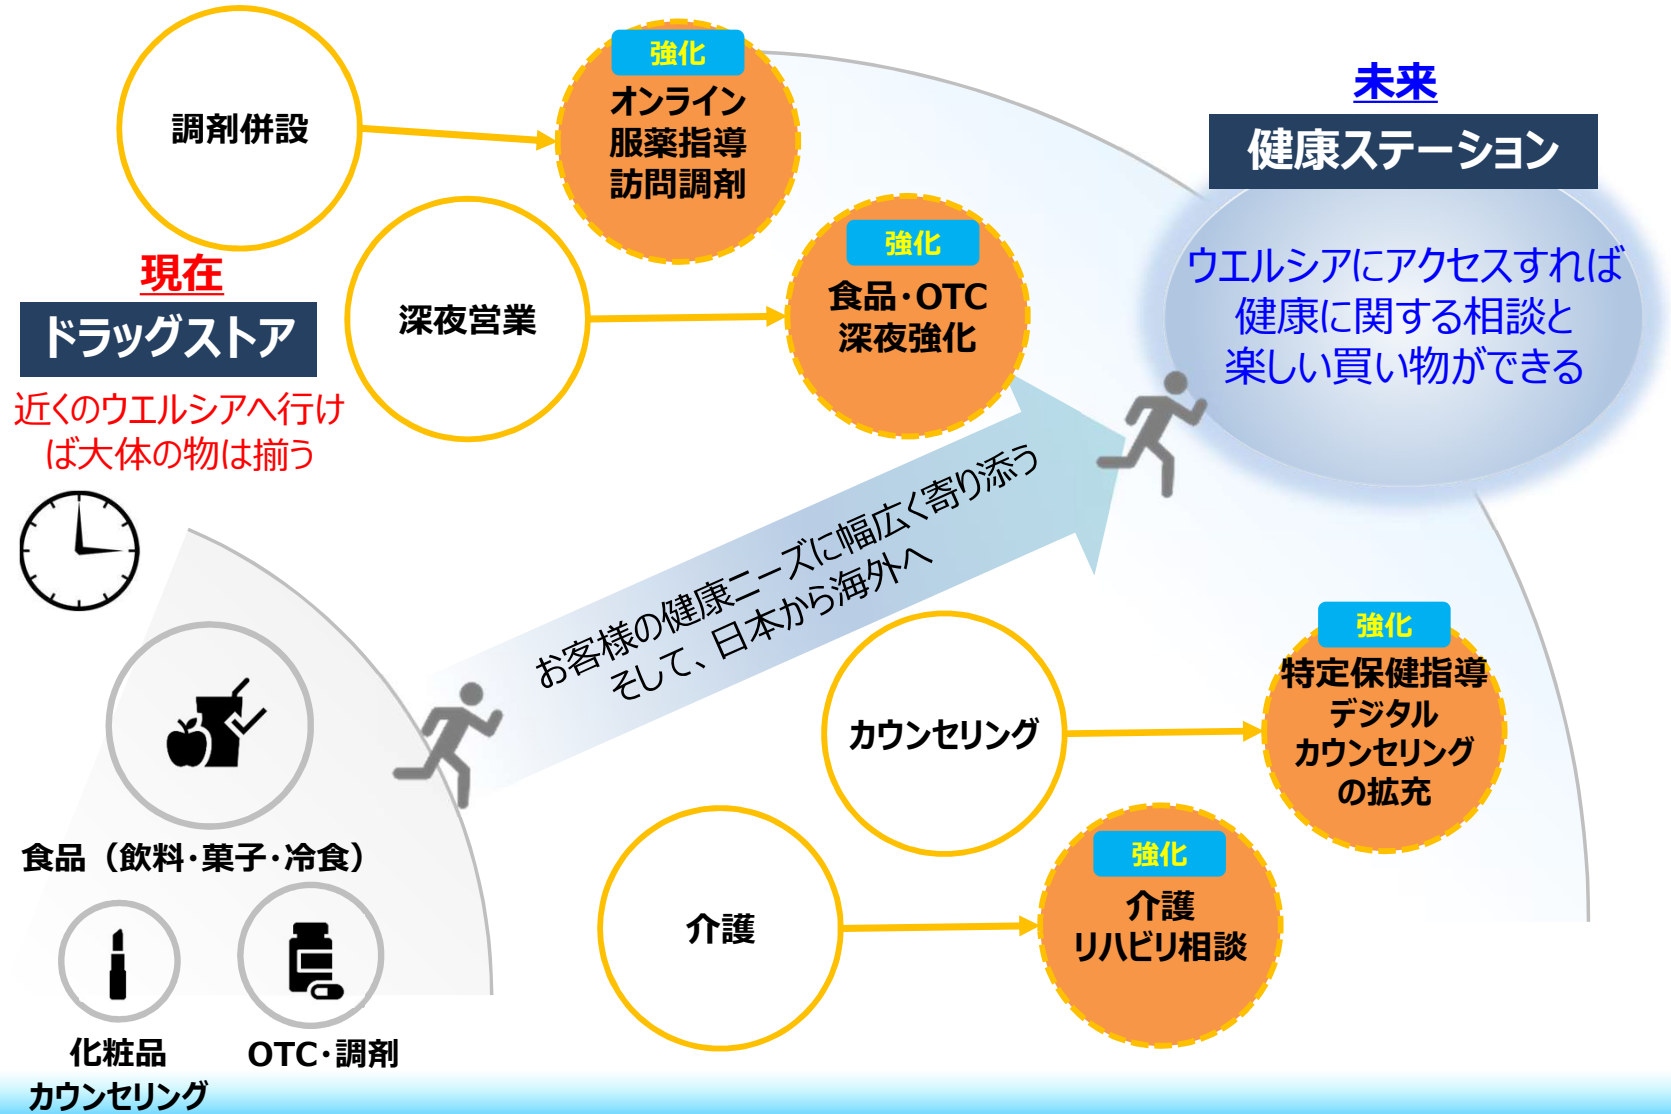 調剤併設
強化
オンライン
服薬指導
訪問調剤
未来
健康ステーション
ウエルシアにアクセスすれば
健康に関する相談と
楽しい買い物ができる
深夜営業
強化
食品・OTC
深夜強化
現在
ドラッグストア
近くのウエルシアへ行け
ば大体の物は揃う
お客様の健康ニーズに幅広く寄り添う
そして、日本から海外へ
カウンセリング
強化
特定保健指導
デジタル
カウンセリング
の拡充
介護
強化
介護
リハビリ相談
食品（飲料・菓子・冷食）
化粧品
カウンセリング
OTC・調剤